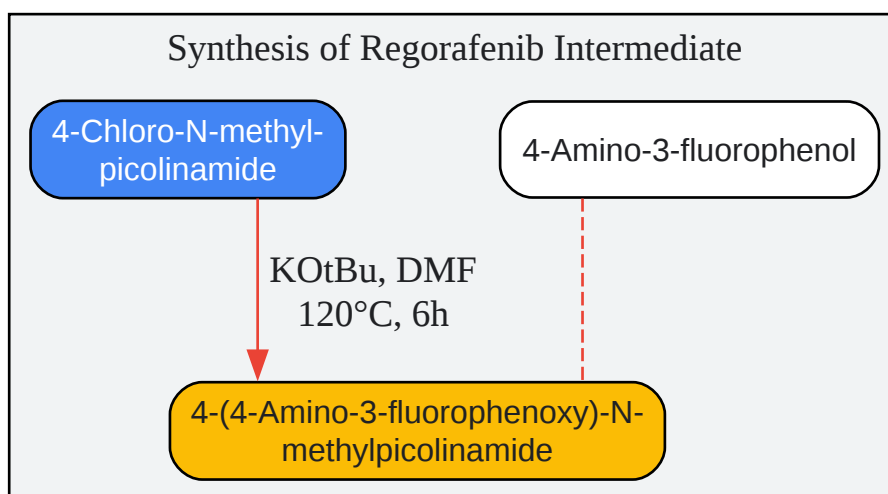 Synthesis of Regorafenib Intermediate
4-Chloro-N-methyl-
picolinamide
4-Amino-3-fluorophenol
KOtBu, DMF
120°C, 6h
4-(4-Amino-3-fluorophenoxy)-N-
methylpicolinamide